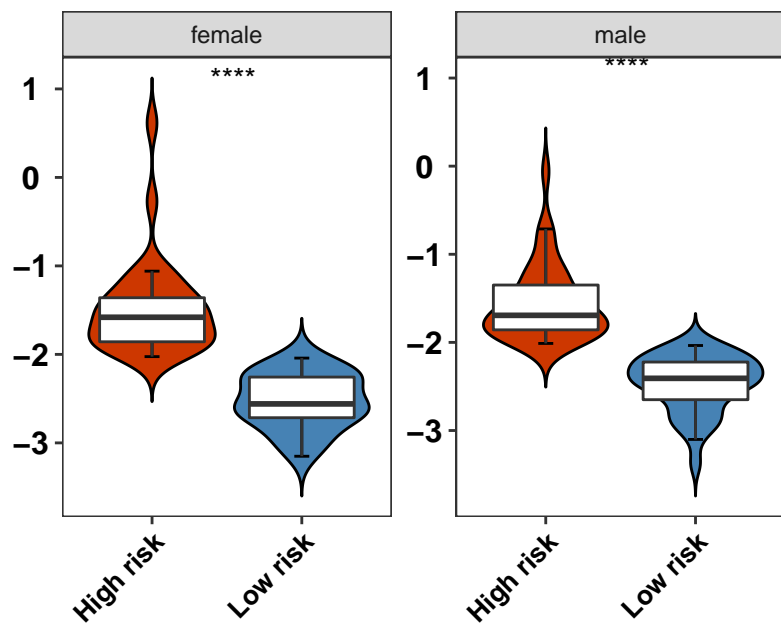 female
male
****
****
1
0
−1
−2
−3
1
0
−1
−2
−3
High risk
Low risk
High risk
Low risk